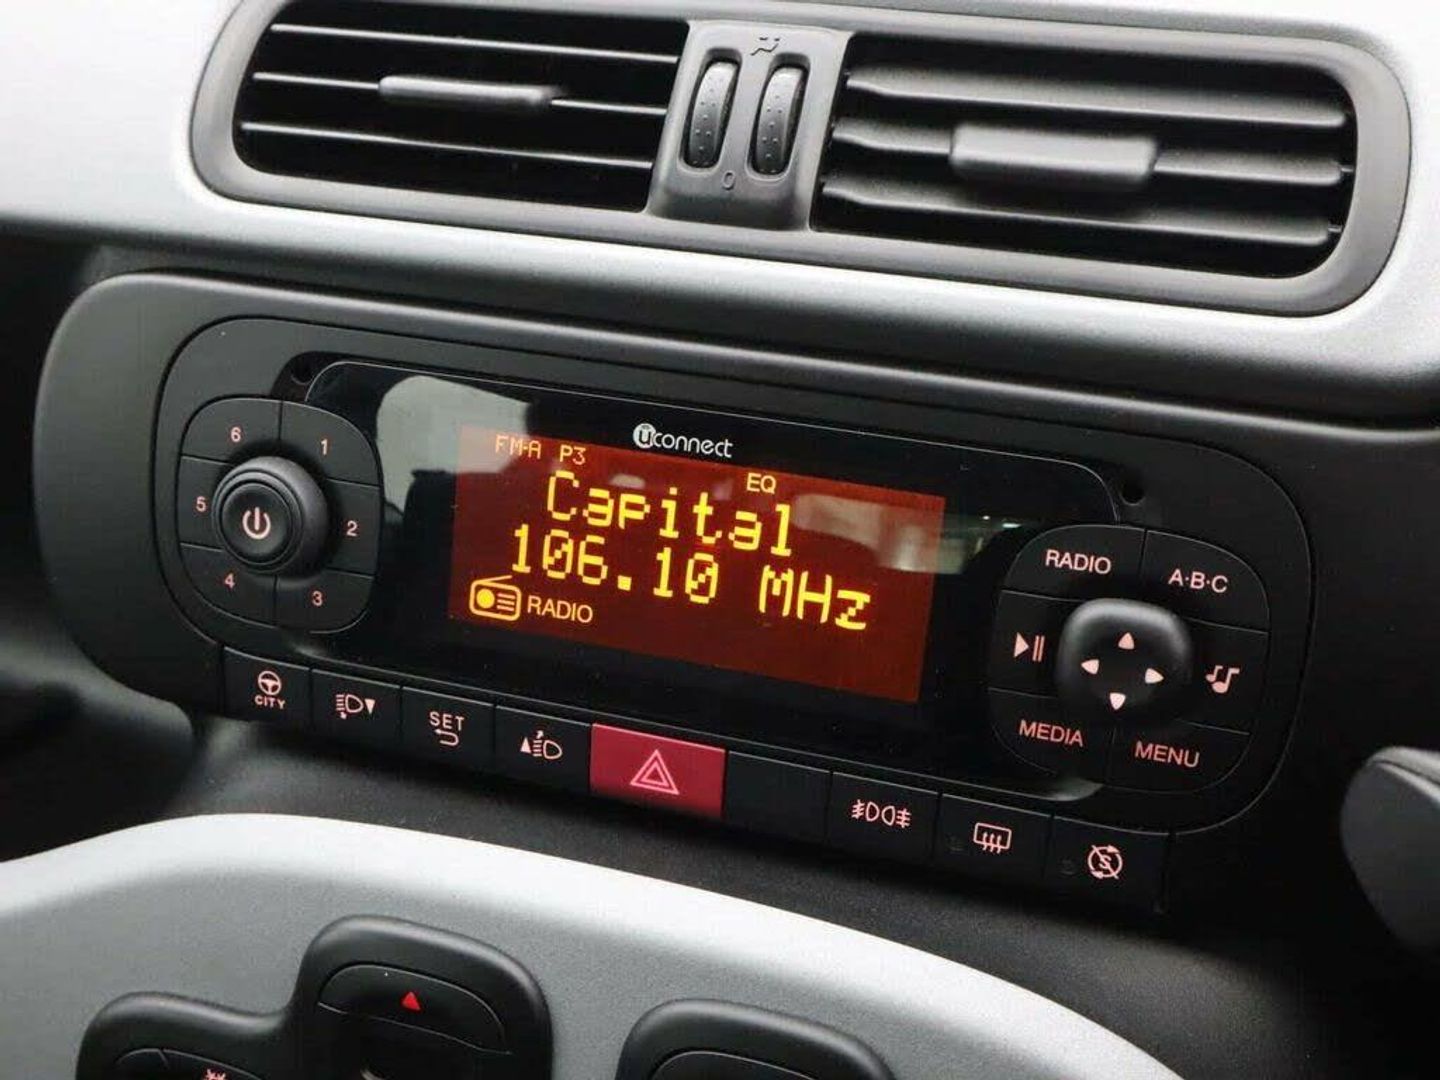 0
uconnect
FM-A P3
EQ
Capital
106.10 MHz
RADIO
6 1
5 2
4 3
RADIO A·B·C
MEDIA MENU
CITY
SET
S